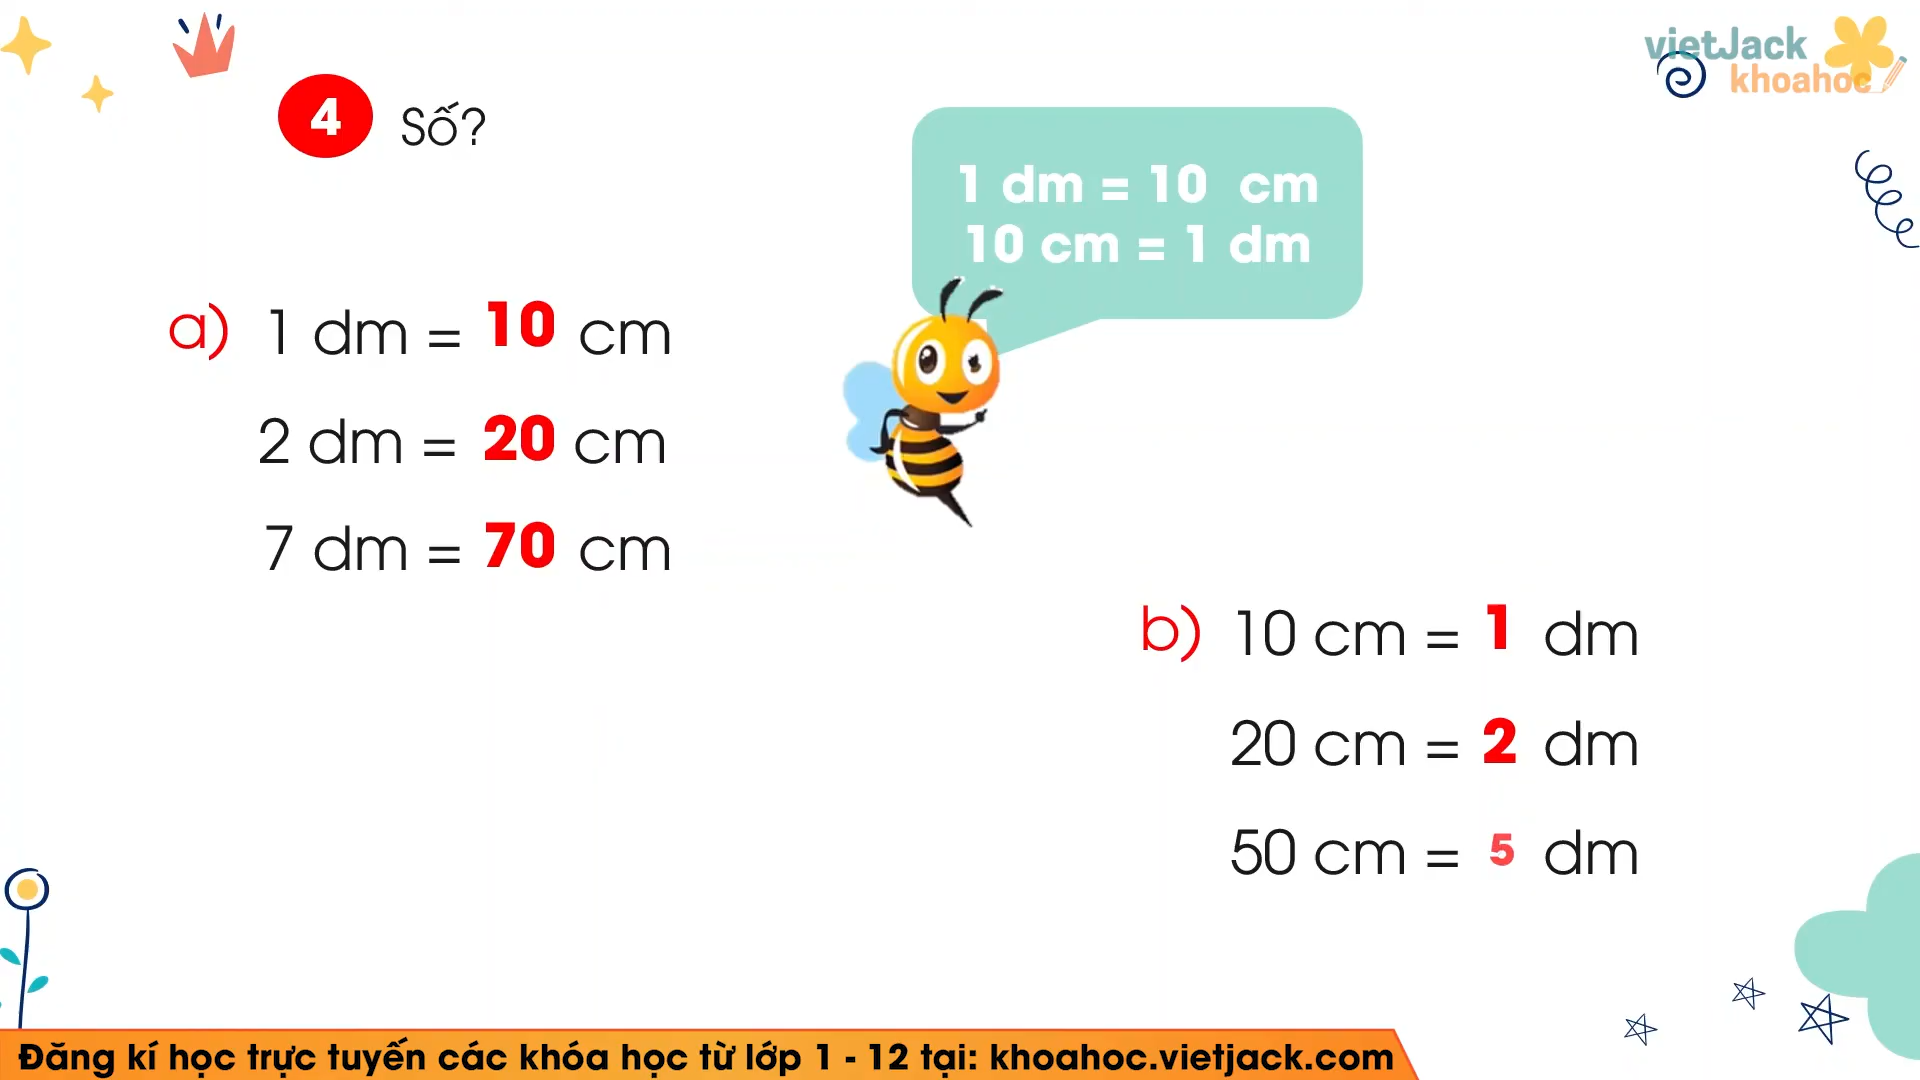 vietJack
khoahoc
4 Số?
1 dm = 10 cm
10 cm = 1 dm
a) 1 dm = 10 cm
2 dm = 20 cm
7 dm = 70 cm
b) 10 cm = 1 dm
20 cm = 2 dm
50 cm = 5 dm
Đăng kí học trực tuyến các khóa học từ lớp 1 - 12 tại: khoahoc.vietjack.com